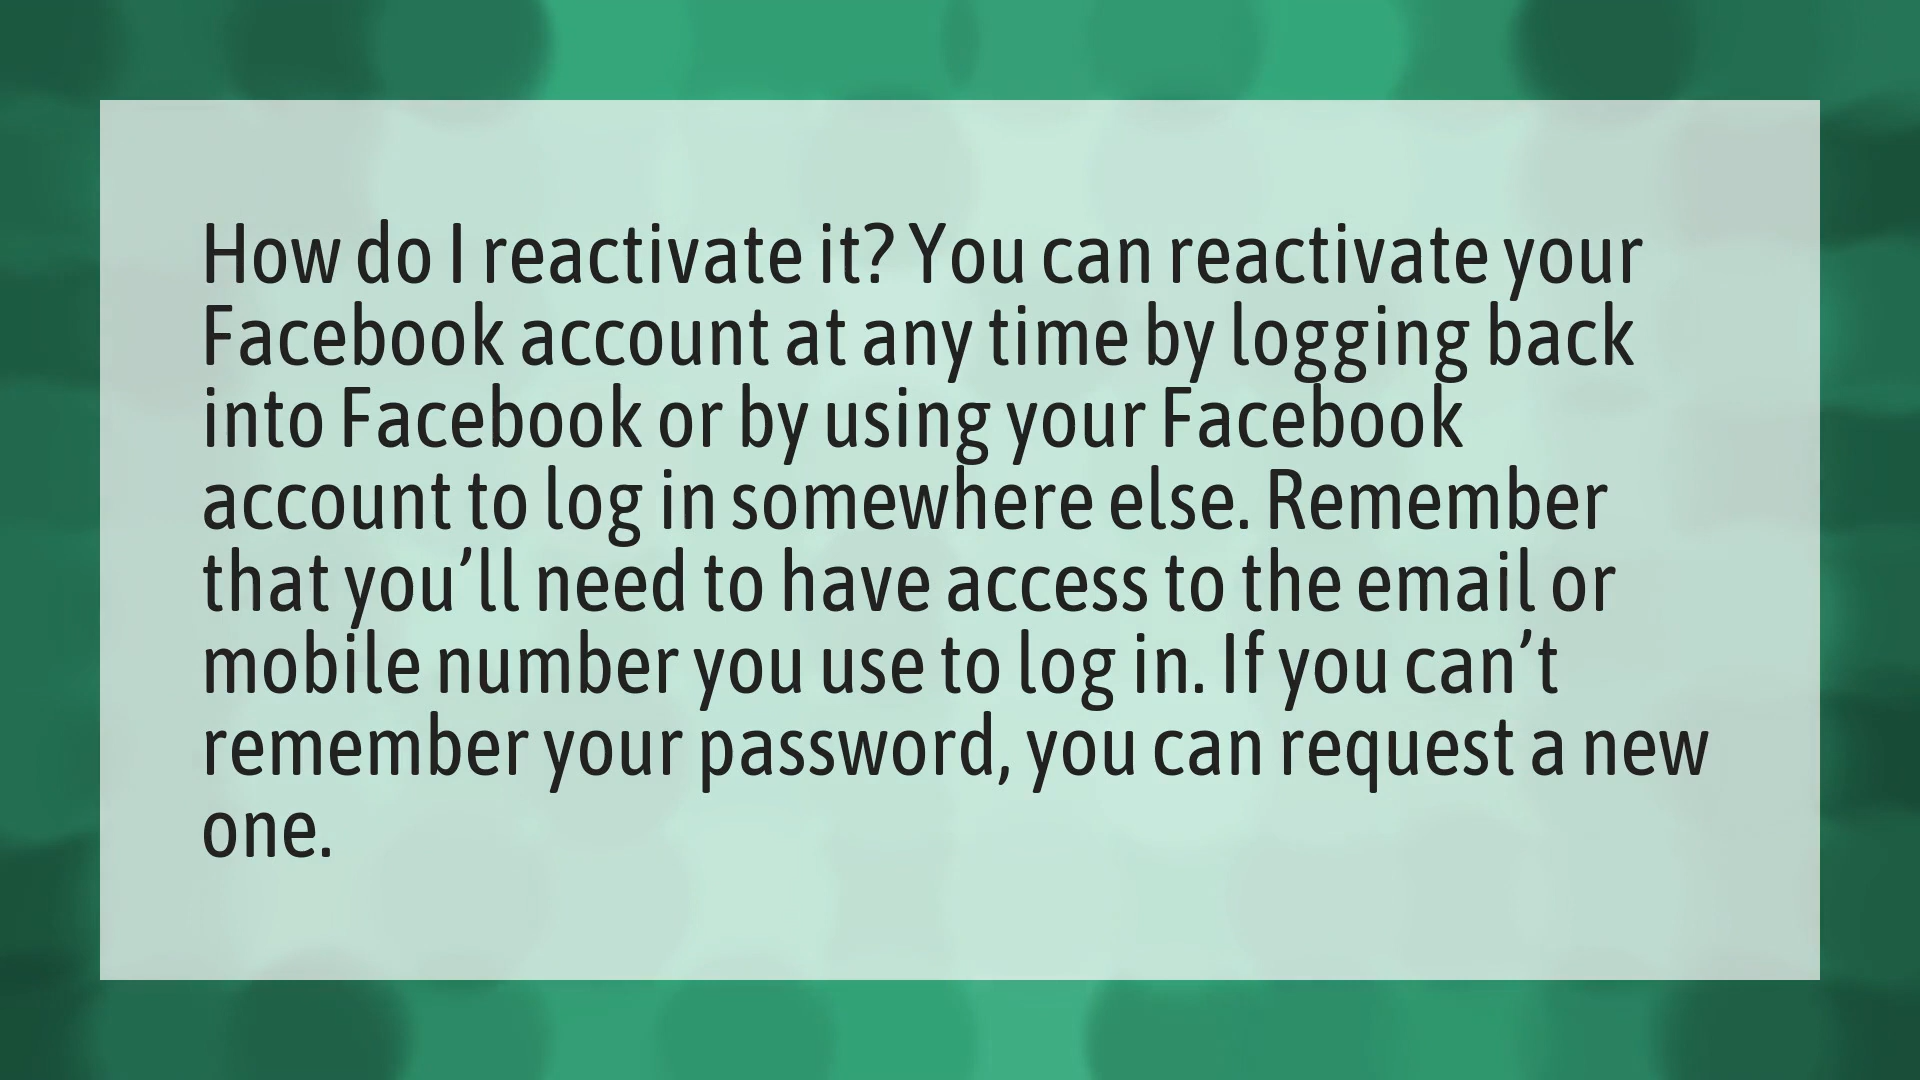 How do I reactivate it? You can reactivate your
Facebook account at any time by logging back
into Facebook or by using your Facebook
account to log in somewhere else. Remember
that you’ll need to have access to the email or
mobile number you use to log in. If you can’t
remember your password, you can request a new
one.